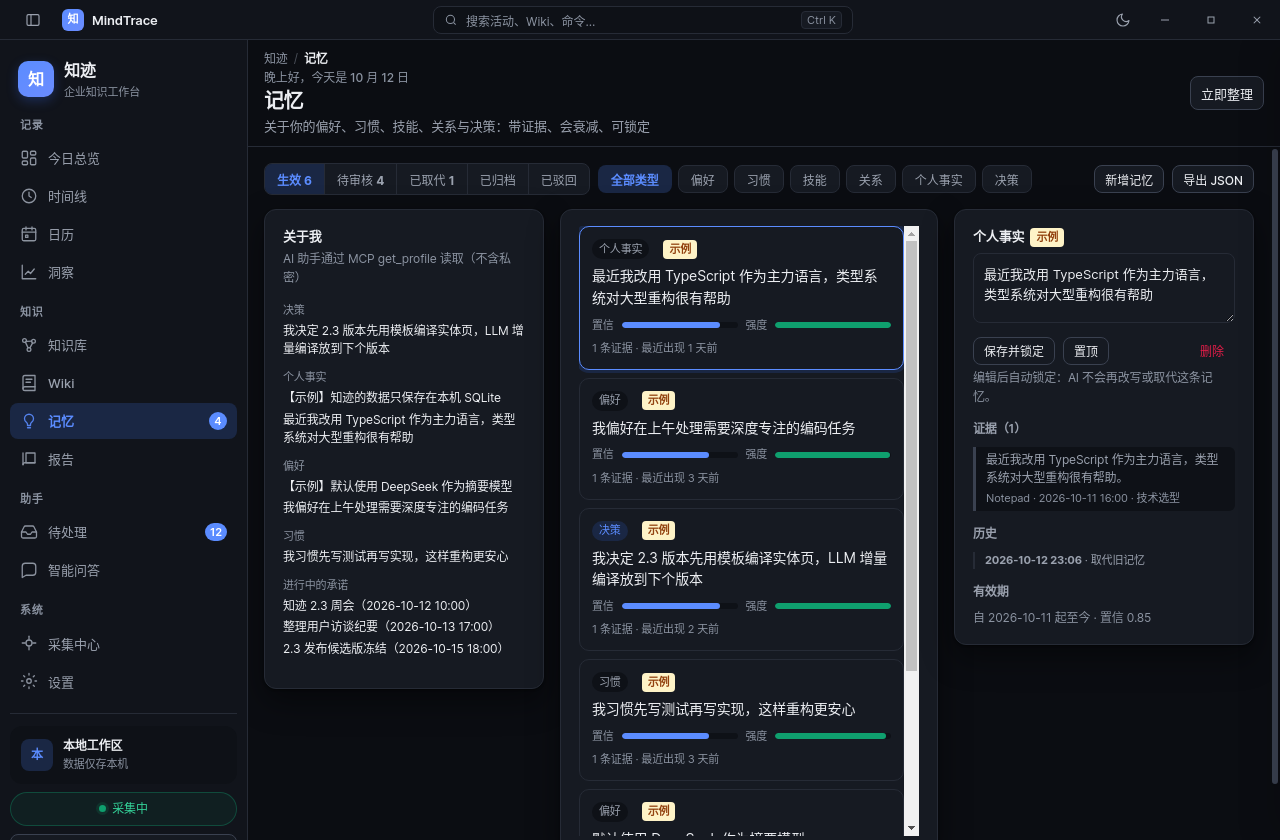 知 MindTrace
搜索活动、Wiki、命令... Ctrl K
知 知迹
企业知识工作台
记录
今日总览
时间线
日历
洞察
知识
知识库
Wiki
记忆 4
报告
助手
待处理 12
智能问答
系统
采集中心
设置
本 本地工作区
数据仅存本机
采集中
知迹 / 记忆
晚上好，今天是 10 月 12 日
记忆
关于你的偏好、习惯、技能、关系与决策：带证据、会衰减、可锁定
立即整理
生效 6 待审核 4 已取代 1 已归档 已驳回 全部类型 偏好 习惯 技能 关系 个人事实 决策 新增记忆 导出 JSON
关于我
AI 助手通过 MCP get_profile 读取（不含私
密）
决策
我决定 2.3 版本先用模板编译实体页，LLM 增
量编译放到下个版本
个人事实
【示例】知迹的数据只保存在本机 SQLite
最近我改用 TypeScript 作为主力语言，类型
系统对大型重构很有帮助
偏好
【示例】默认使用 DeepSeek 作为摘要模型
我偏好在上午处理需要深度专注的编码任务
习惯
我习惯先写测试再写实现，这样重构更安心
进行中的承诺
知迹 2.3 周会（2026-10-12 10:00）
整理用户访谈纪要（2026-10-13 17:00）
2.3 发布候选版冻结（2026-10-15 18:00）
个人事实 示例
最近我改用 TypeScript 作为主力语言，类型系
统对大型重构很有帮助
置信 强度
1 条证据 · 最近出现 1 天前
偏好 示例
我偏好在上午处理需要深度专注的编码任务
置信 强度
1 条证据 · 最近出现 3 天前
决策 示例
我决定 2.3 版本先用模板编译实体页，LLM 增量
编译放到下个版本
置信 强度
1 条证据 · 最近出现 2 天前
习惯 示例
我习惯先写测试再写实现，这样重构更安心
置信 强度
1 条证据 · 最近出现 3 天前
偏好 示例
默认使用 DeepSeek 作为摘要模型
个人事实 示例
最近我改用 TypeScript 作为主力语言，
类型系统对大型重构很有帮助
保存并锁定 置顶 删除
编辑后自动锁定：AI 不会再改写或取代这条记
忆。
证据（1）
最近我改用 TypeScript 作为主力语言，类型
系统对大型重构很有帮助。
Notepad · 2026-10-11 16:00 · 技术选型
历史
2026-10-12 23:06 · 取代旧记忆
有效期
自 2026-10-11 起至今 · 置信 0.85